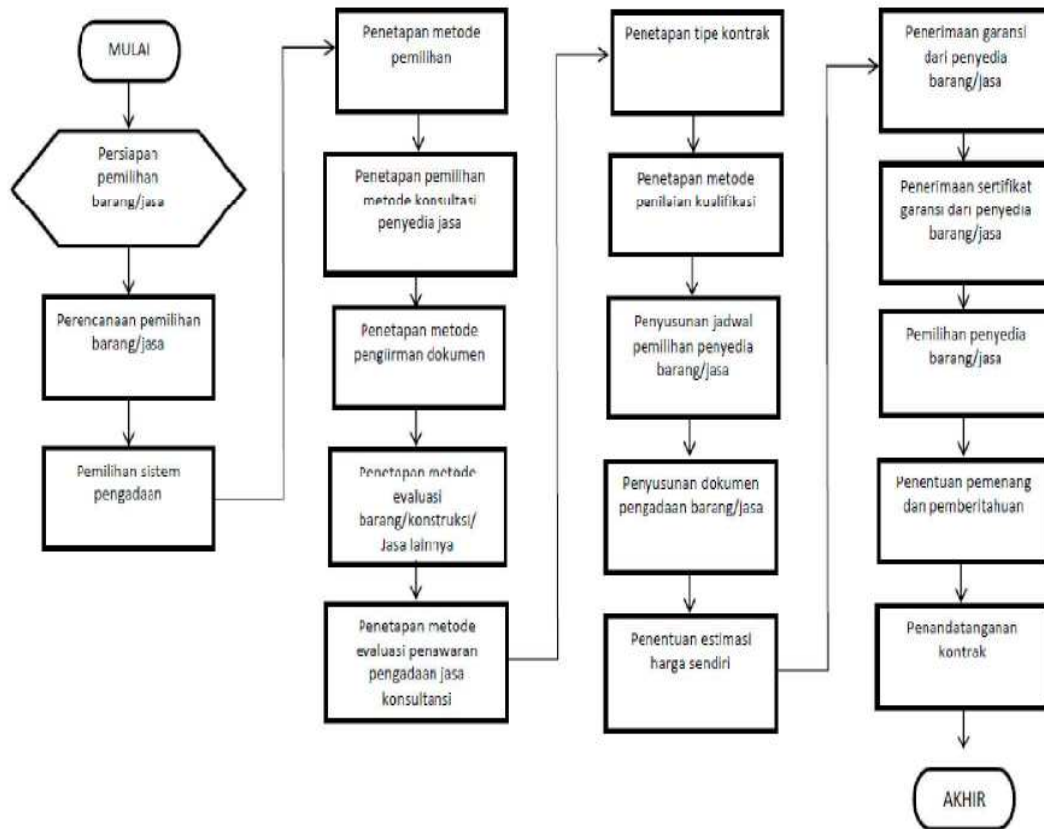 MULAI
Persiapan
pemilihan
barang/jasa
Perencanaan pemilihan
barang/jasa
Pemilihan sistem
pengadaan
Penetapan metode
pemilihan
Penetapan pemilihan
metode konsultasi
penyedia jasa
Penetapan metode
pengiirman dokumen
Penetapan metode
evaluasi
barang/konstruksi/
Jasa lainnya
Penetapan metode
evaluasi penawaran
pengadaan jasa
konsultansi
Penetapan tipe kontrak
Penetapan metode
penilaian kualifikasi
Penyusunan jadwal
pemilihan penyedia
barang/jasa
Penyusunan dokumen
pengadaan barang/jasa
Penentuan estimasi
harga sendiri
Penerimaan garansi
dari penyedia
barang/jasa
Penerimaan sertifikat
garansi dari penyedia
barang/jasa
Pemilihan penyedia
barang/jasa
Penentuan pemenang
dan pemberitahuan
Penandatanganan
kontrak
AKHIR